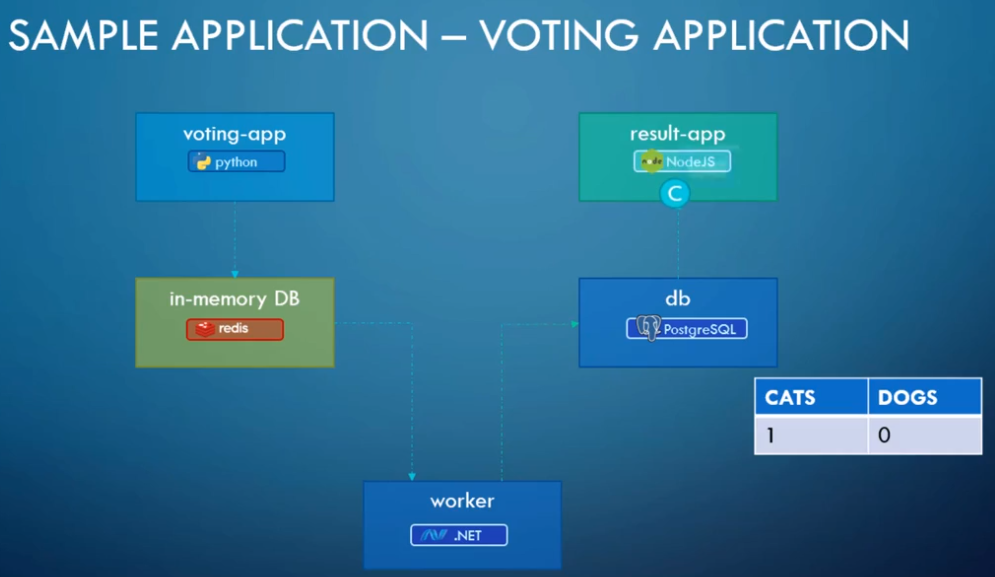 SAMPLE APPLICATION – VOTING APPLICATION
voting-app
python
result-app
NodeJS
C
in-memory DB
redis
db
PostgreSQL
CATS DOGS
1 0
worker
.NET